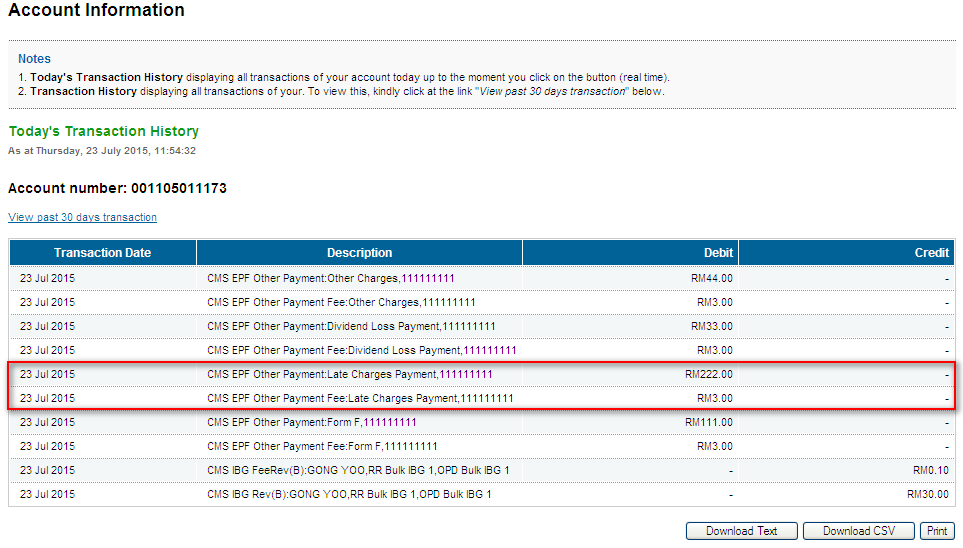 Account Information
Notes
1. Today's Transaction History displaying all transactions of your account today up to the moment you click on the button (real time).
2. Transaction History displaying all transactions of your. To view this, kindly click at the link "View past 30 days transaction" below.
Today's Transaction History
As at Thursday, 23 July 2015, 11:54:32
Account number: 001105011173
View past 30 days transaction
Transaction Date Description Debit Credit
23 Jul 2015 CMS EPF Other Payment:Other Charges,111111111 RM44.00 -
23 Jul 2015 CMS EPF Other Payment Fee:Other Charges,111111111 RM3.00 -
23 Jul 2015 CMS EPF Other Payment:Dividend Loss Payment,111111111 RM33.00 -
23 Jul 2015 CMS EPF Other Payment Fee:Dividend Loss Payment,111111111 RM3.00 -
23 Jul 2015 CMS EPF Other Payment:Late Charges Payment,111111111 RM222.00 -
23 Jul 2015 CMS EPF Other Payment Fee:Late Charges Payment,111111111 RM3.00 -
23 Jul 2015 CMS EPF Other Payment:Form F,111111111 RM111.00 -
23 Jul 2015 CMS EPF Other Payment Fee:Form F,111111111 RM3.00 -
23 Jul 2015 CMS IBG FeeRev(B):GONG YOO,RR Bulk IBG 1,OPD Bulk IBG 1 - RM0.10
23 Jul 2015 CMS IBG Rev(B):GONG YOO,RR Bulk IBG 1,OPD Bulk IBG 1 - RM30.00
Download Text Download CSV Print